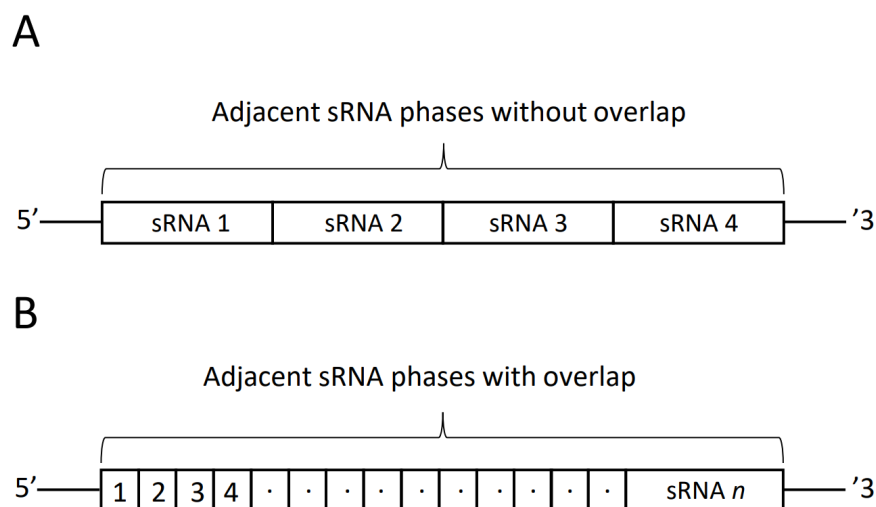 A
Adjacent sRNA phases without overlap
5’ sRNA 1 sRNA 2 sRNA 3 sRNA 4 ’3
B
Adjacent sRNA phases with overlap
5’ 1 2 3 4 . . . . . . . . . . sRNA n ’3